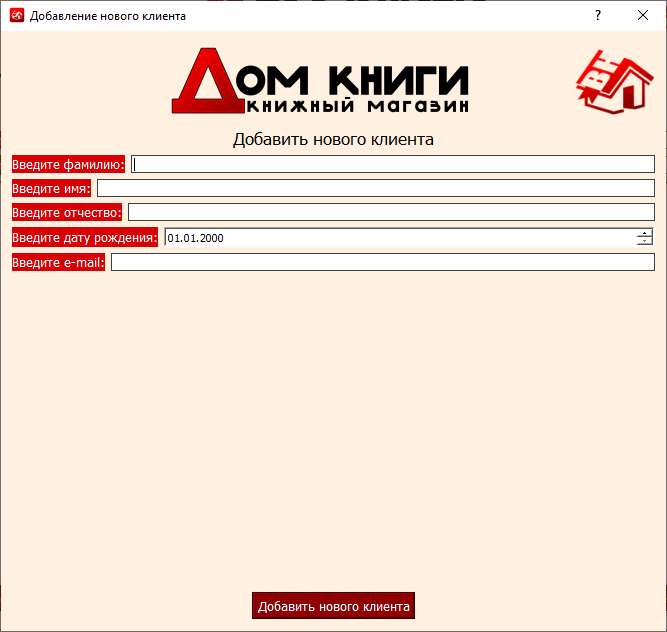 Добавление нового клиента
Дом книги
книжный магазин
Добавить нового клиента
Введите фамилию:
Введите имя:
Введите отчество:
Введите дату рождения: 01.01.2000
Введите e-mail:
Добавить нового клиента